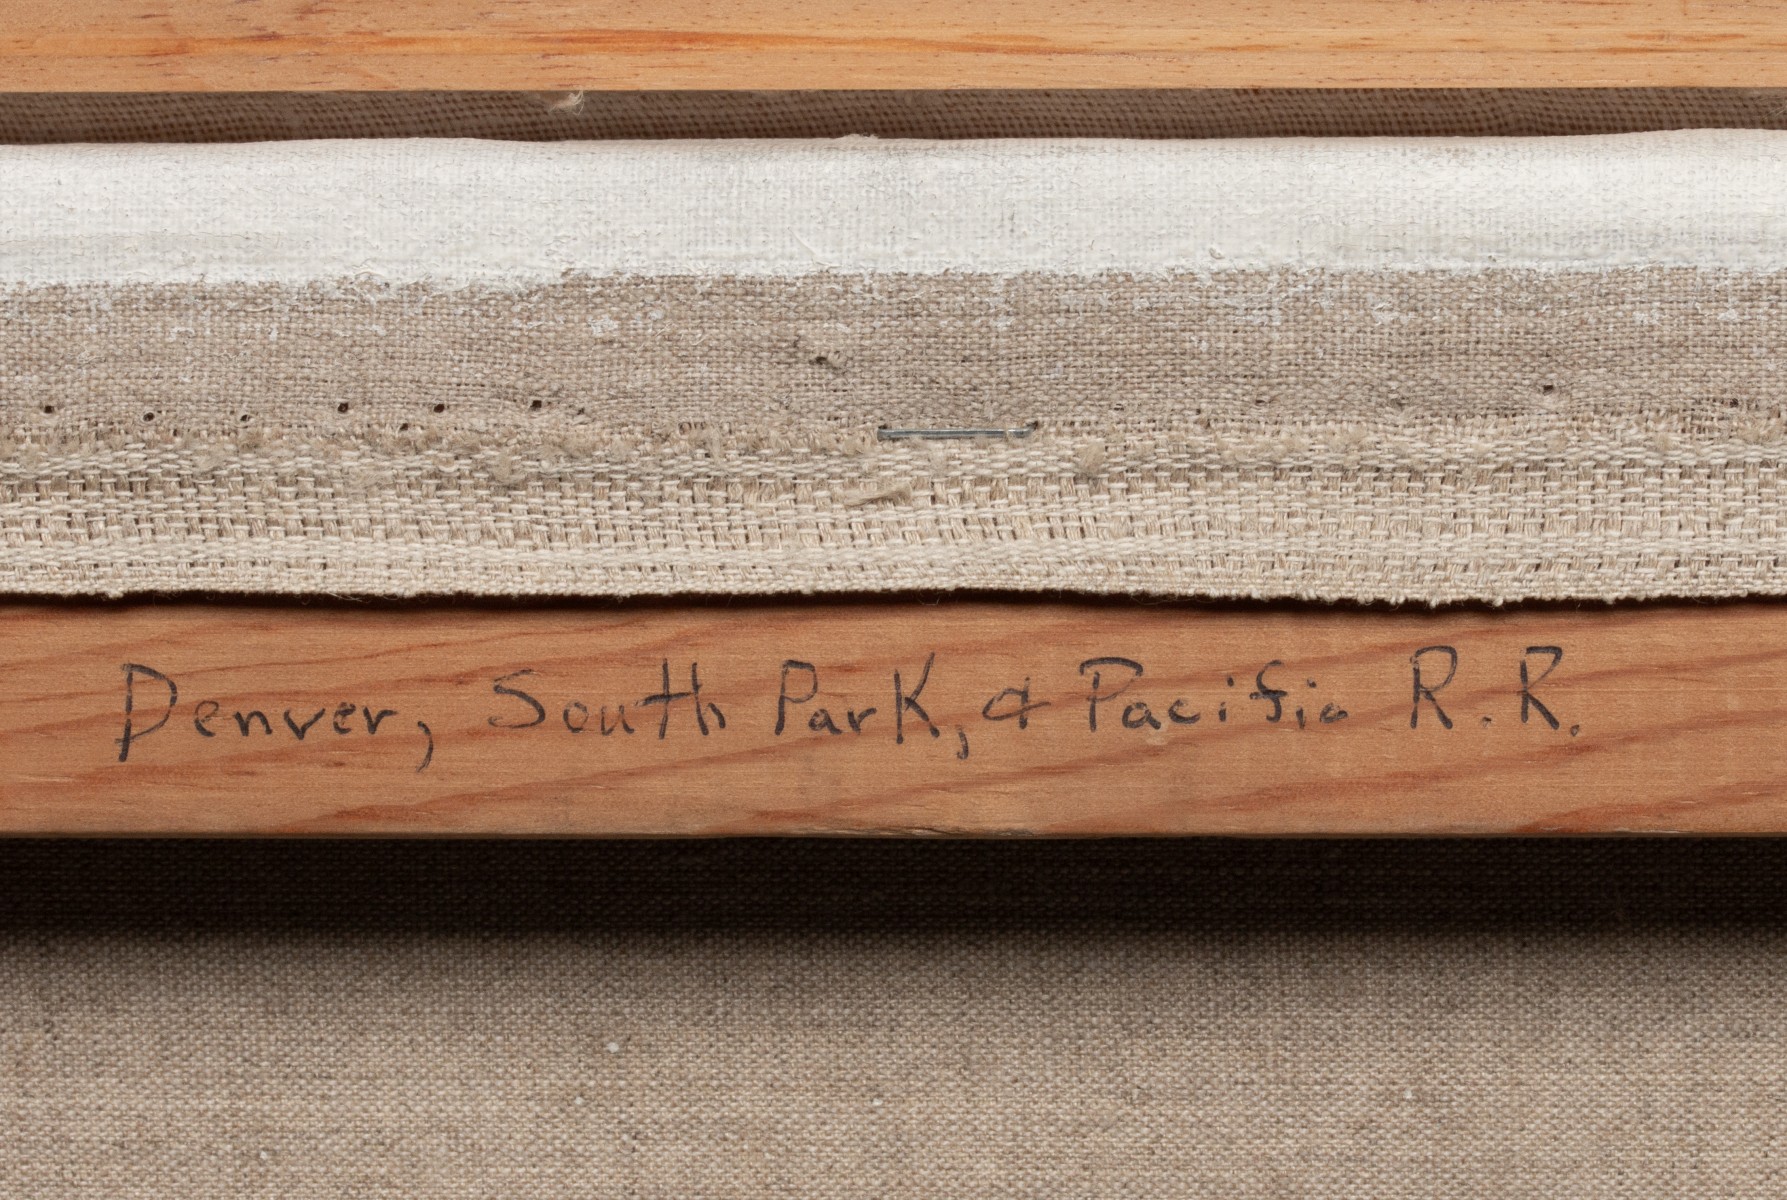 Denver, South Park, & Pacific R.R.